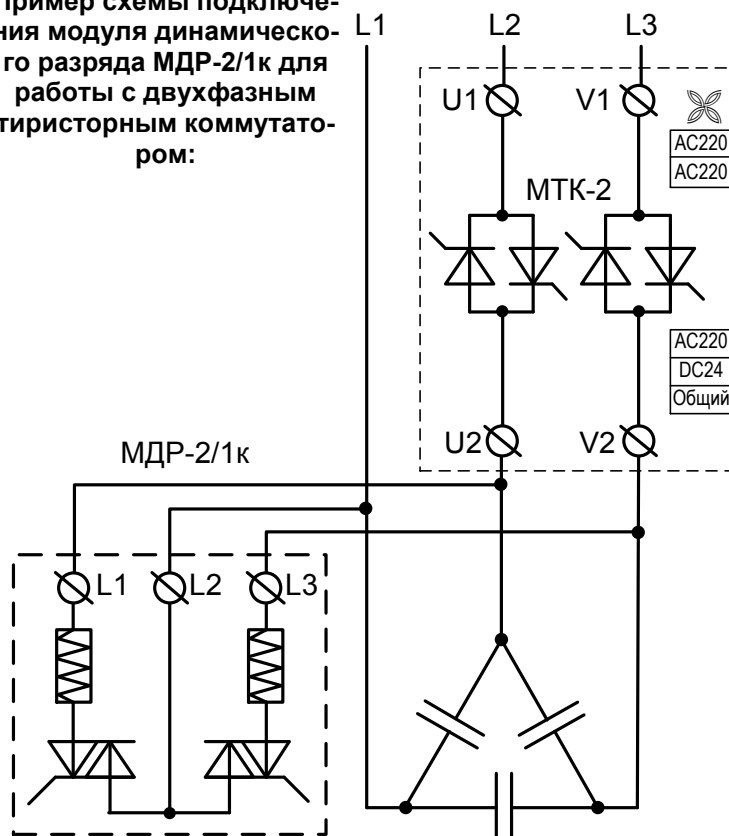 пример схемы подключе-
ния модуля динамическо-
го разряда МДР-2/1к для
работы с двухфазным
тиристорным коммутато-
ром:
L1 L2 L3
U1 V1
AC220
AC220
МТК-2
AC220
DC24
Общий
U2 V2
МДР-2/1к
L1 L2 L3